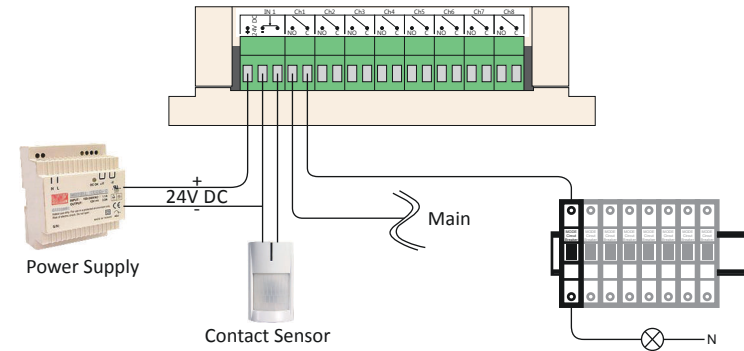 IN 1 Ch1 Ch2 Ch3 Ch4 Ch5 Ch6 Ch7 Ch8
24V DC
NO C NO C NO C NO C NO C NO C NO C NO C
+
24V DC
-
Main
Power Supply
Contact Sensor
N